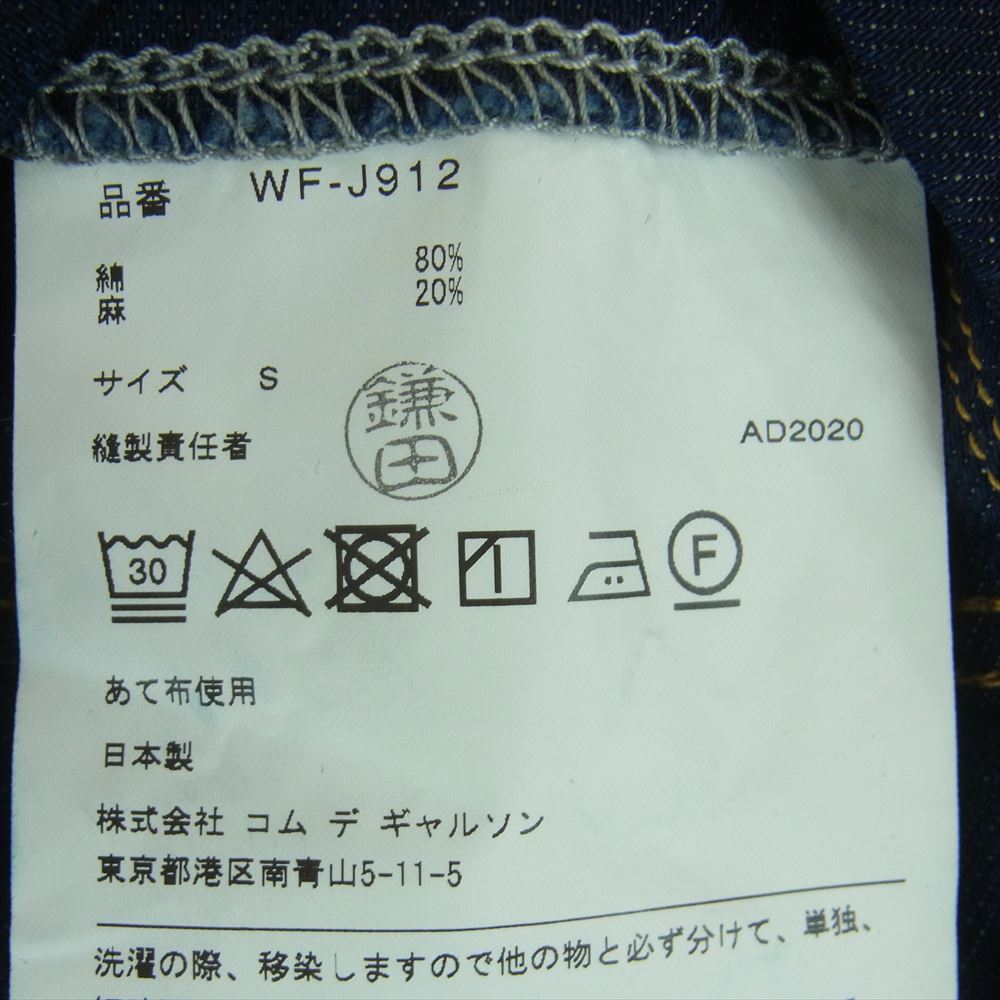 品番 WF-J912
綿 80%
麻 20%
サイズ S
鎌田
縫製責任者
AD2020
30
F
あて布使用
日本製
株式会社 コム デ ギャルソン
東京都港区南青山5-11-5
洗濯の際、移染しますので他の物と必ず分けて、単独、